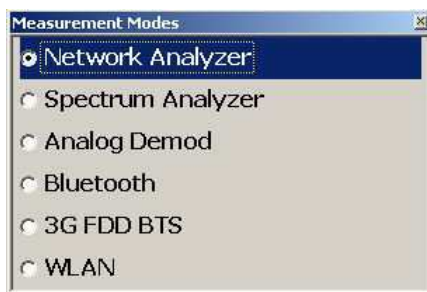 Measurement Modes
Network Analyzer
Spectrum Analyzer
Analog Demod
Bluetooth
3G FDD BTS
WLAN